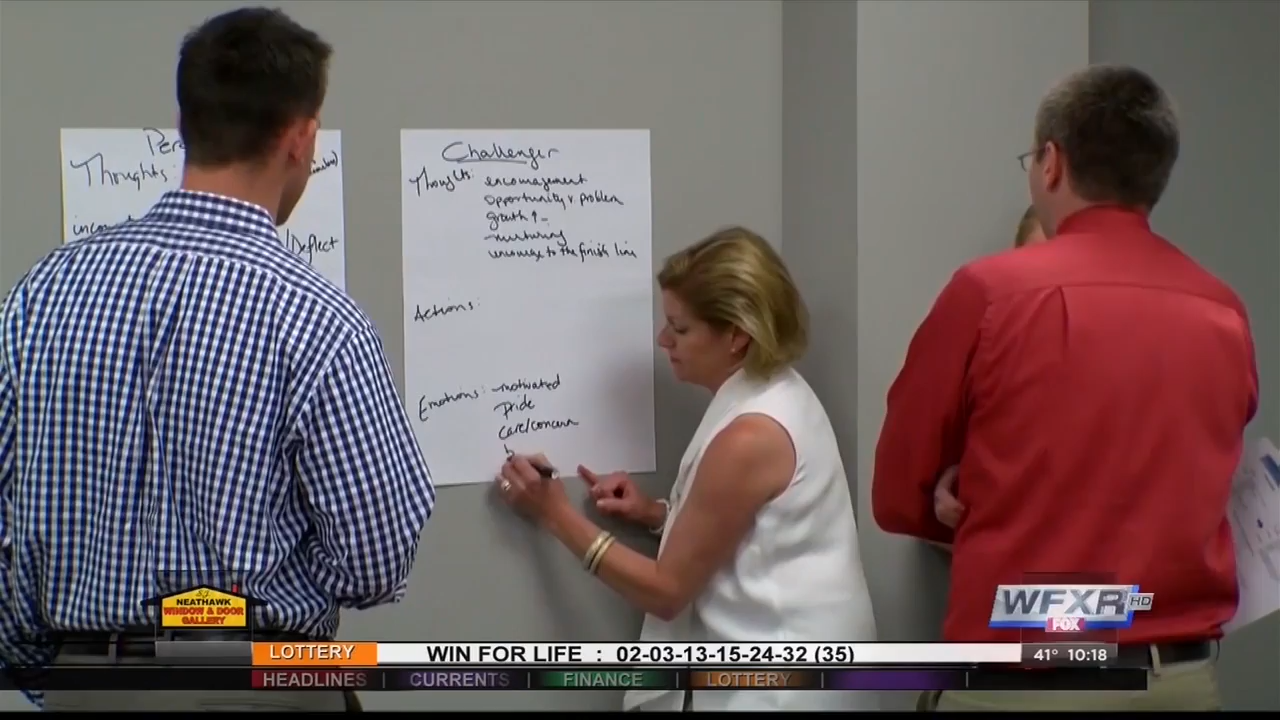 Challenger
Thoughts: encouragement
opportunity v. problem
growth ↑
nurturing
encourage to the finish line
Actions:
Emotions: motivated
Pride
Care/concern
Per
Thoughts:
/Deflect
NEATHAWK
WINDOW & DOOR
GALLERY
WFXR HD
FOX
LOTTERY WIN FOR LIFE : 02-03-13-15-24-32 (35) 41° 10:18
HEADLINES CURRENTS FINANCE LOTTERY